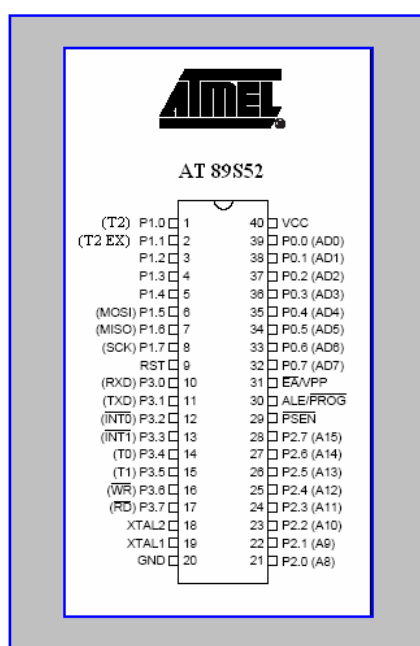 ATMEL
AT 89S52
(T2) P1.0 1 40 VCC
(T2 EX) P1.1 2 39 P0.0 (AD0)
P1.2 3 38 P0.1 (AD1)
P1.3 4 37 P0.2 (AD2)
P1.4 5 36 P0.3 (AD3)
(MOSI) P1.5 6 35 P0.4 (AD4)
(MISO) P1.6 7 34 P0.5 (AD5)
(SCK) P1.7 8 33 P0.6 (AD6)
RST 9 32 P0.7 (AD7)
(RXD) P3.0 10 31 E̅A̅/VPP
(TXD) P3.1 11 30 ALE/P̅R̅O̅G̅
(I̅N̅T̅0̅) P3.2 12 29 P̅S̅E̅N̅
(I̅N̅T̅1̅) P3.3 13 28 P2.7 (A15)
(T0) P3.4 14 27 P2.6 (A14)
(T1) P3.5 15 26 P2.5 (A13)
(W̅R̅) P3.6 16 25 P2.4 (A12)
(R̅D̅) P3.7 17 24 P2.3 (A11)
XTAL2 18 23 P2.2 (A10)
XTAL1 19 22 P2.1 (A9)
GND 20 21 P2.0 (A8)